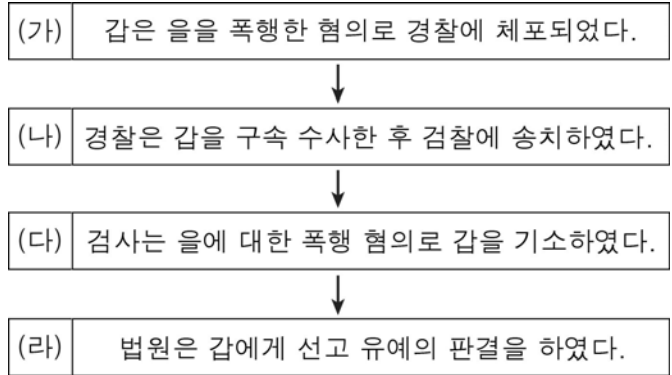 (가) 갑은 을을 폭행한 혐의로 경찰에 체포되었다.
(나) 경찰은 갑을 구속 수사한 후 검찰에 송치하였다.
(다) 검사는 을에 대한 폭행 혐의로 갑을 기소하였다.
(라) 법원은 갑에게 선고 유예의 판결을 하였다.